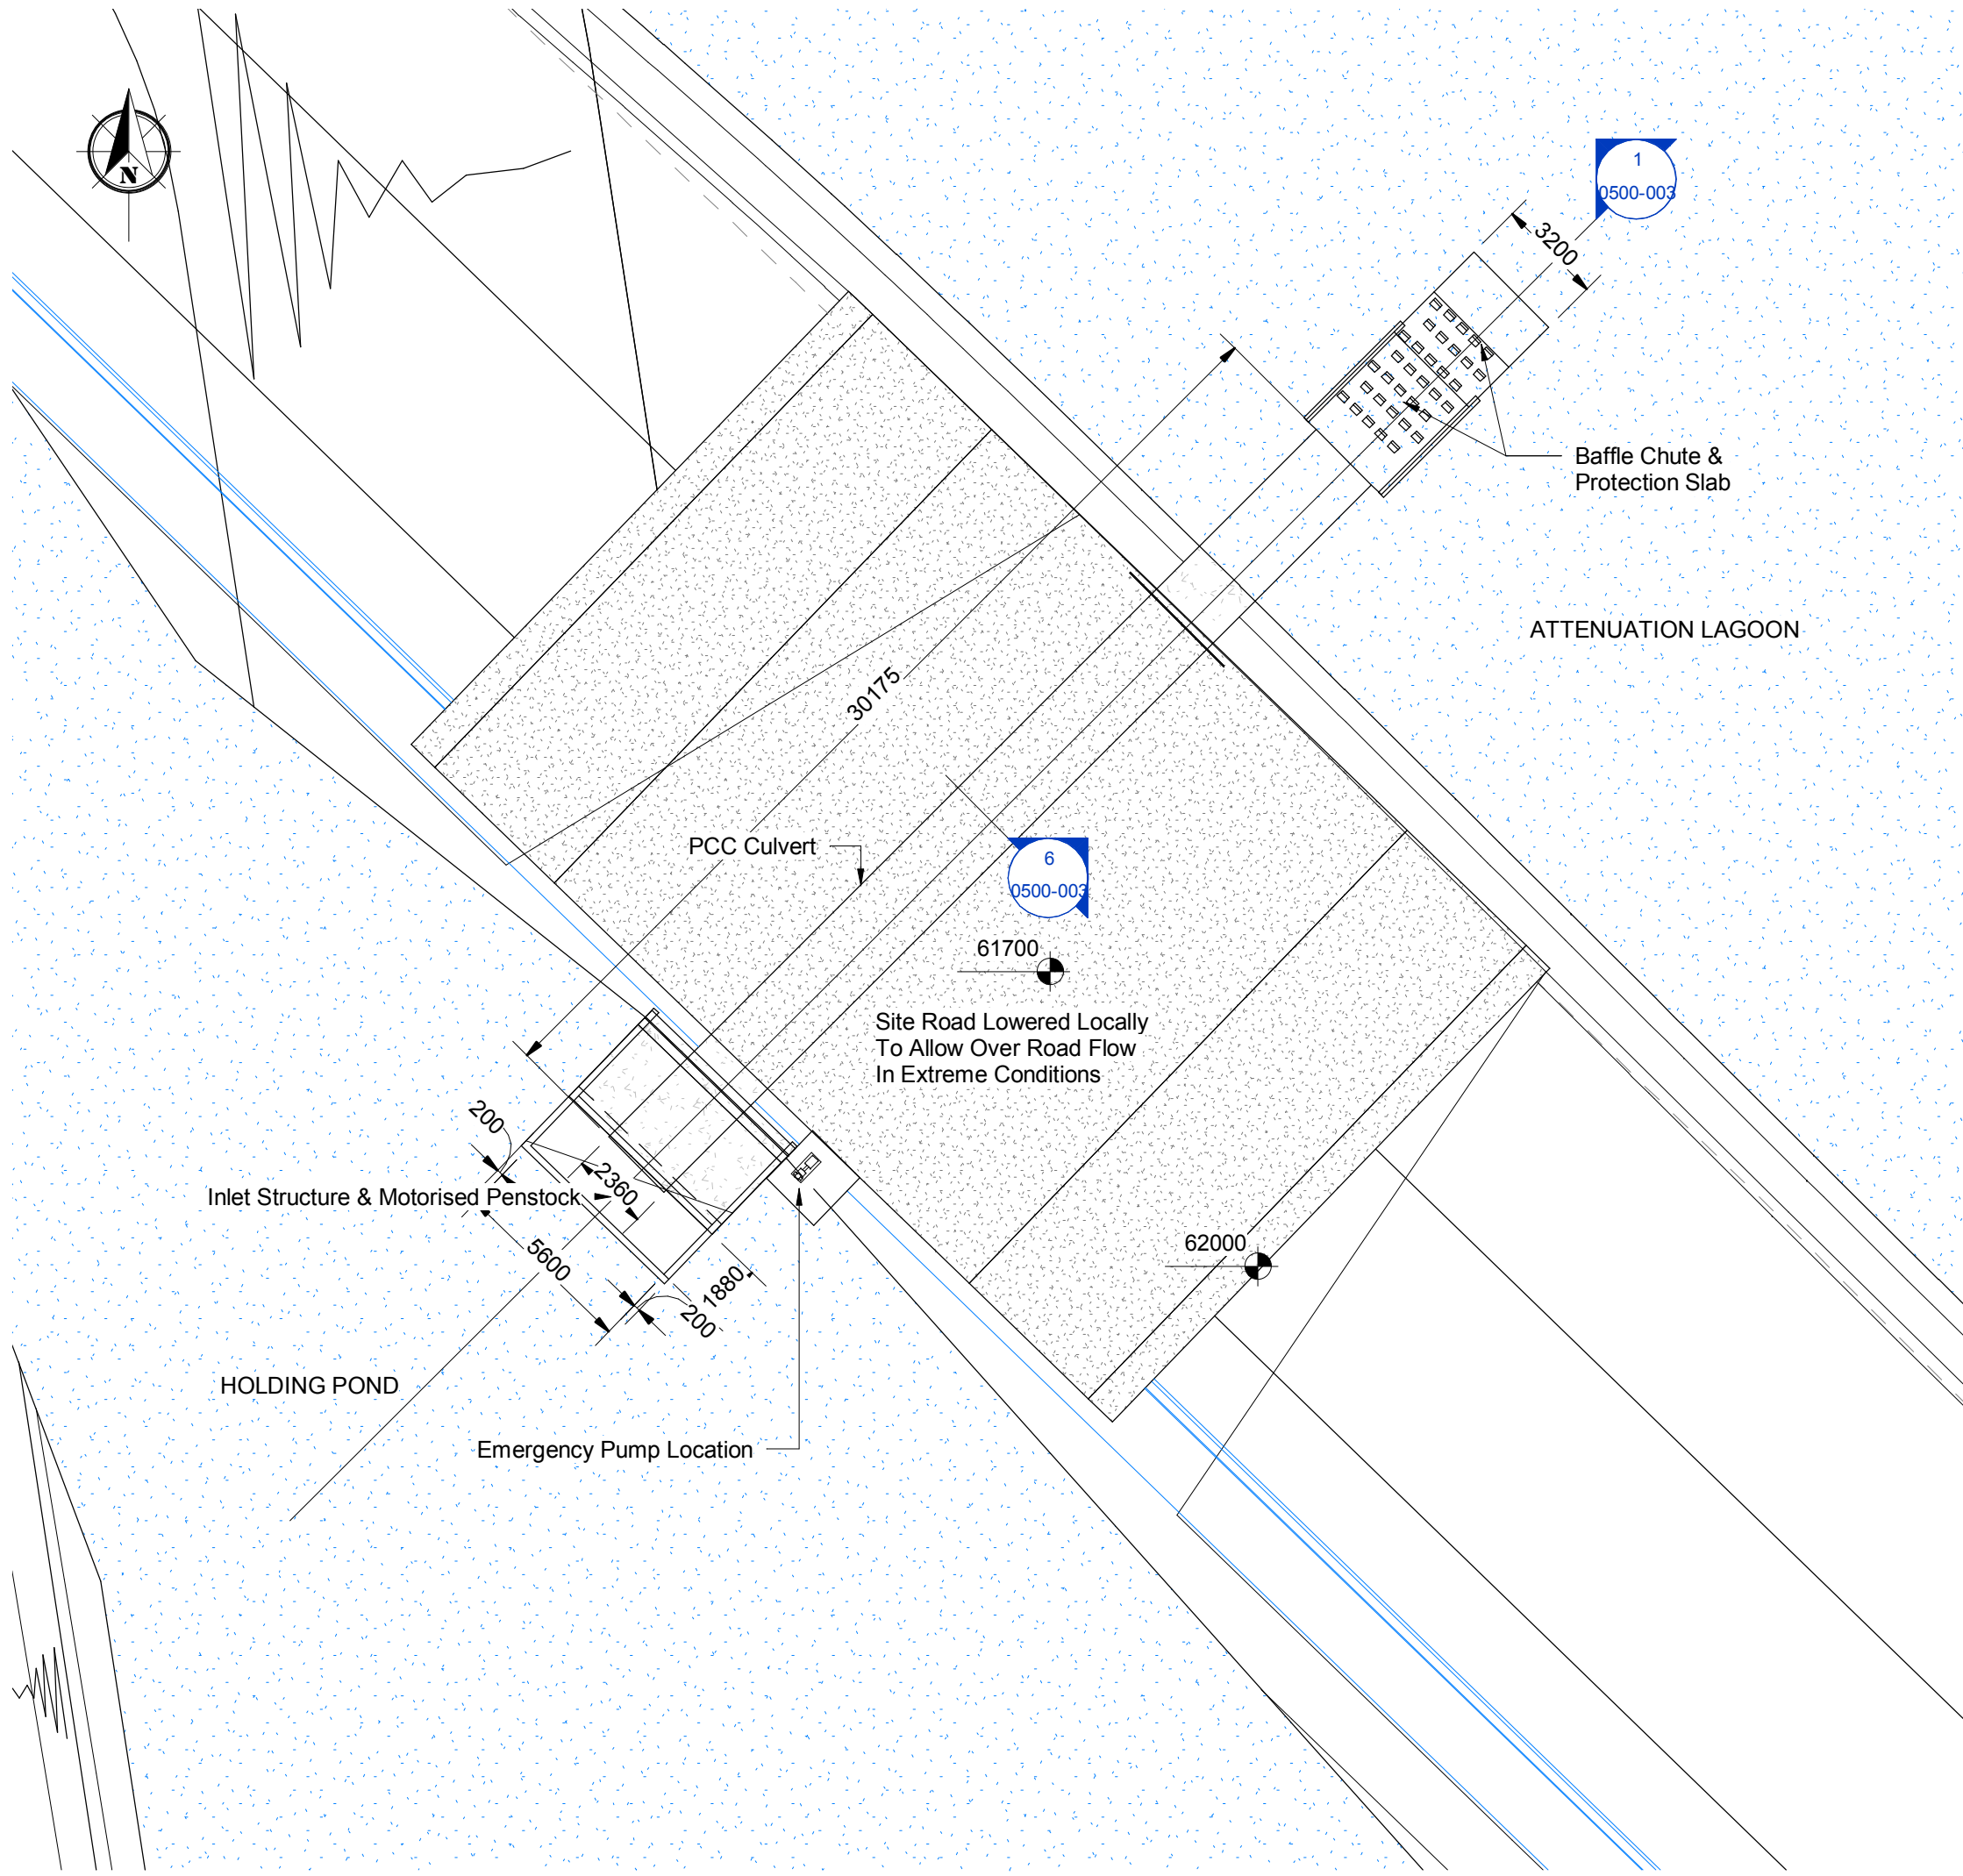 N
1
0500-003
3200
Baffle Chute &
Protection Slab
ATTENUATION LAGOON
30175
PCC Culvert
6
0500-003
61700
Site Road Lowered Locally
To Allow Over Road Flow
In Extreme Conditions
200
2360
Inlet Structure & Motorised Penstock
5600
1880
200
62000
HOLDING POND
Emergency Pump Location